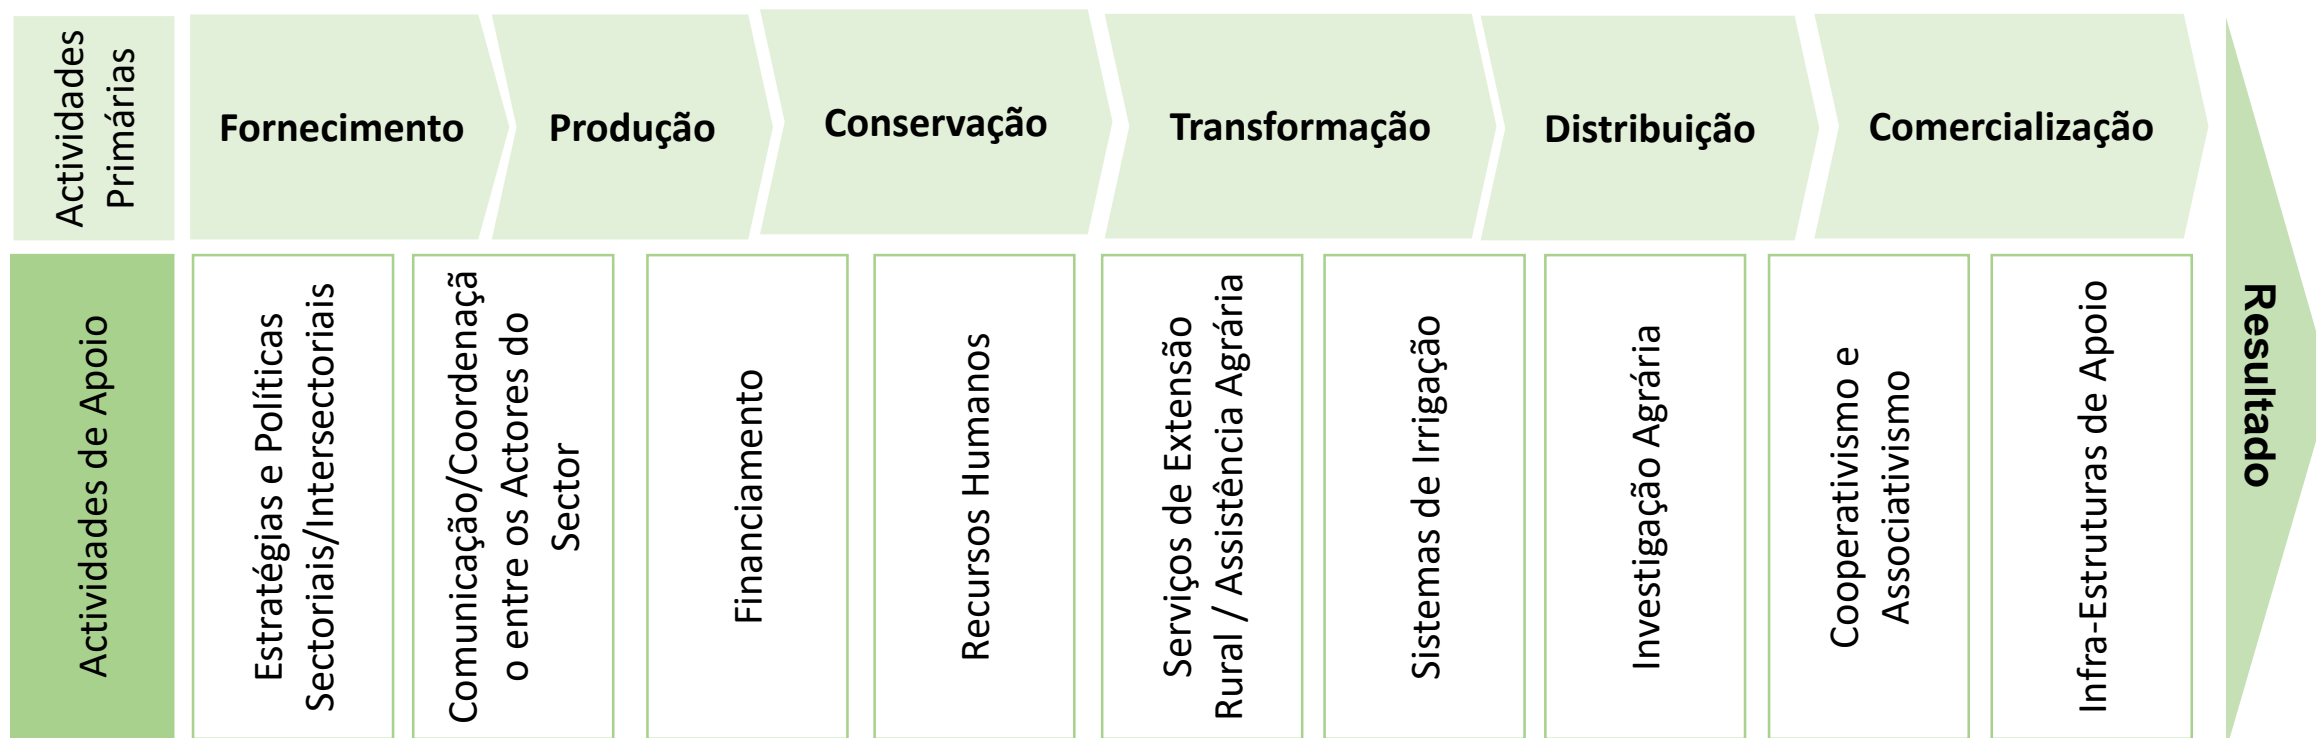 Actividades
Primárias
Fornecimento
Produção
Conservação
Transformação
Distribuição
Comercialização
Actividades de Apoio
Estratégias e Políticas
Sectoriais/Intersectoriais
Comunicação/Coordenaçã
o entre os Actores do
Sector
Financiamento
Recursos Humanos
Serviços de Extensão
Rural / Assistência Agrária
Sistemas de Irrigação
Investigação Agrária
Cooperativismo e
Associativismo
Infra-Estruturas de Apoio
Resultado